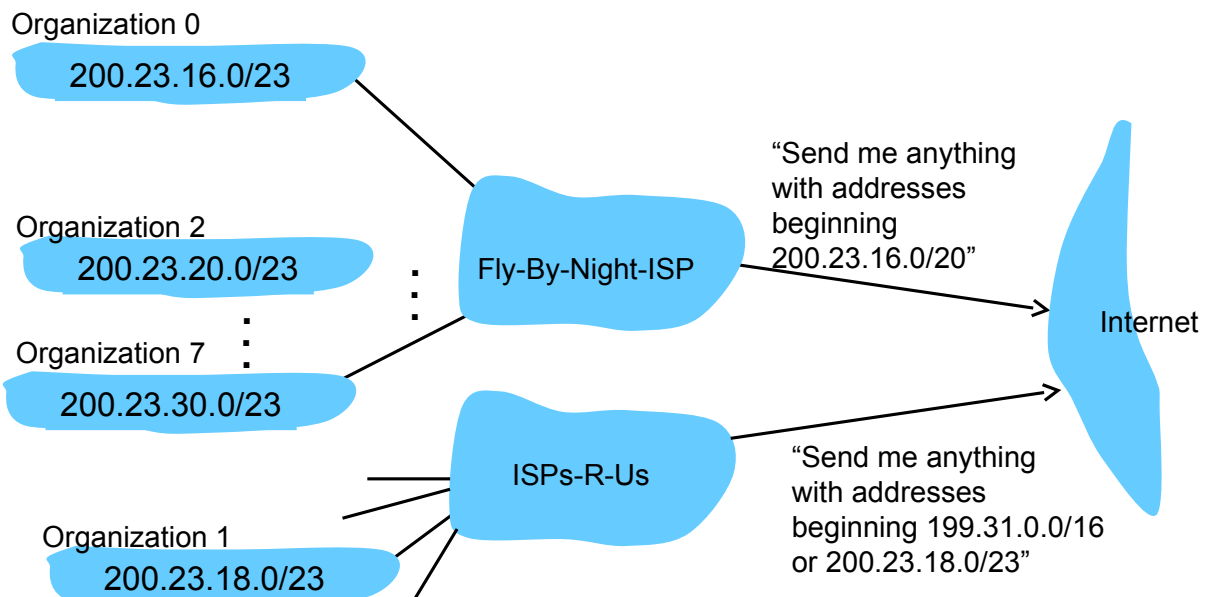 Organization 0
200.23.16.0/23
“Send me anything
with addresses
beginning
200.23.16.0/20”
Organization 2
200.23.20.0/23
Fly-By-Night-ISP
Internet
Organization 7
200.23.30.0/23
ISPs-R-Us
“Send me anything
with addresses
beginning 199.31.0.0/16
or 200.23.18.0/23”
Organization 1
200.23.18.0/23